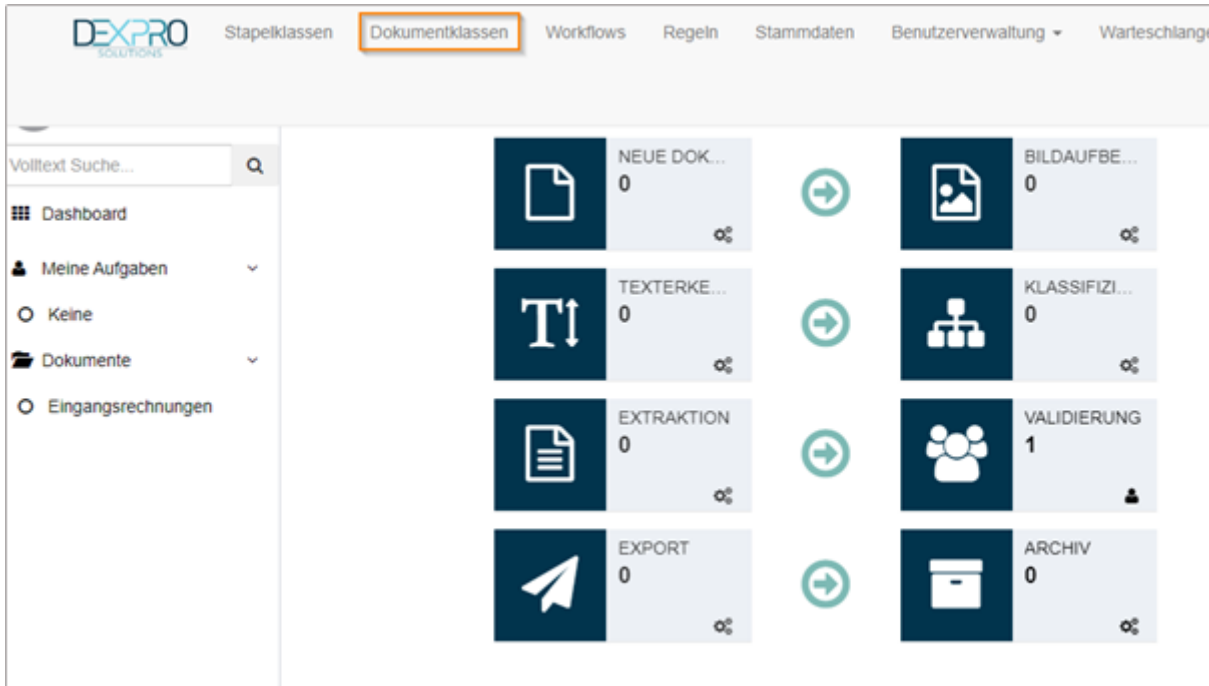 DEXPRO
SOLUTIONS
Stapelklassen Dokumentklassen Workflows Regeln Stammdaten Benutzerverwaltung Warteschlange
Volltext Suche...
Dashboard
Meine Aufgaben
Keine
Dokumente
Eingangsrechnungen
NEUE DOK...
0
BILDAUFBE...
0
TEXTERKE...
0
KLASSIFIZI...
0
EXTRAKTION
0
VALIDIERUNG
1
EXPORT
0
ARCHIV
0